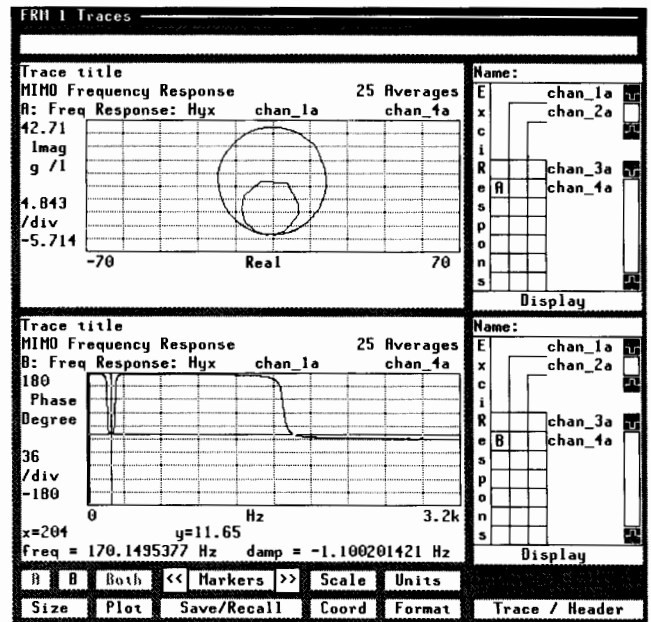 FRM 1 Traces
Trace title
MIMO Frequency Response 25 Averages
A: Freq Response: Hyx chan_1a chan_4a
42.71
Imag
g /l
4.843
/div
-5.714
-70 Real 70
Name:
E chan_1a
x chan_2a
c
i
R chan_3a
e A chan_4a
s
p
o
n
s
Display
Trace title
MIMO Frequency Response 25 Averages
B: Freq Response: Hyx chan_1a chan_4a
180
Phase
Degree
36
/div
-180
0 Hz 3.2k
x=204 y=11.65
freq = 170.1495377 Hz damp = -1.100201421 Hz
Name:
E chan_1a
x chan_2a
c
i
R chan_3a
e B chan_4a
s
p
o
n
s
Display
A B Both << Markers >> Scale Units
Size Plot Save/Recall Coord Format Trace / Header